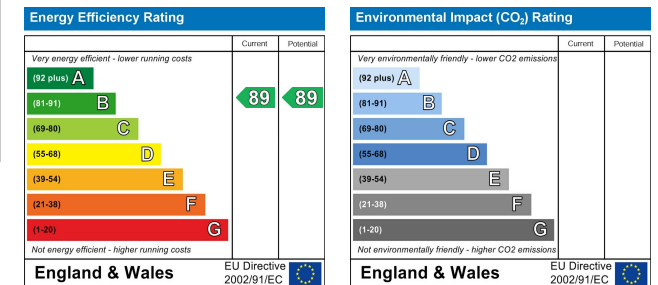 Energy Efficiency Rating
Current Potential
Very energy efficient - lower running costs
(92 plus) A
(81-91) B
89 89
(69-80) C
(55-68) D
(39-54) E
(21-38) F
(1-20) G
Not energy efficient - higher running costs
England & Wales
EU Directive
2002/91/EC
Environmental Impact (CO₂) Rating
Current Potential
Very environmentally friendly - lower CO2 emissions
(92 plus) A
(81-91) B
(69-80) C
(55-68) D
(39-54) E
(21-38) F
(1-20) G
Not environmentally friendly - higher CO2 emissions
England & Wales
EU Directive
2002/91/EC